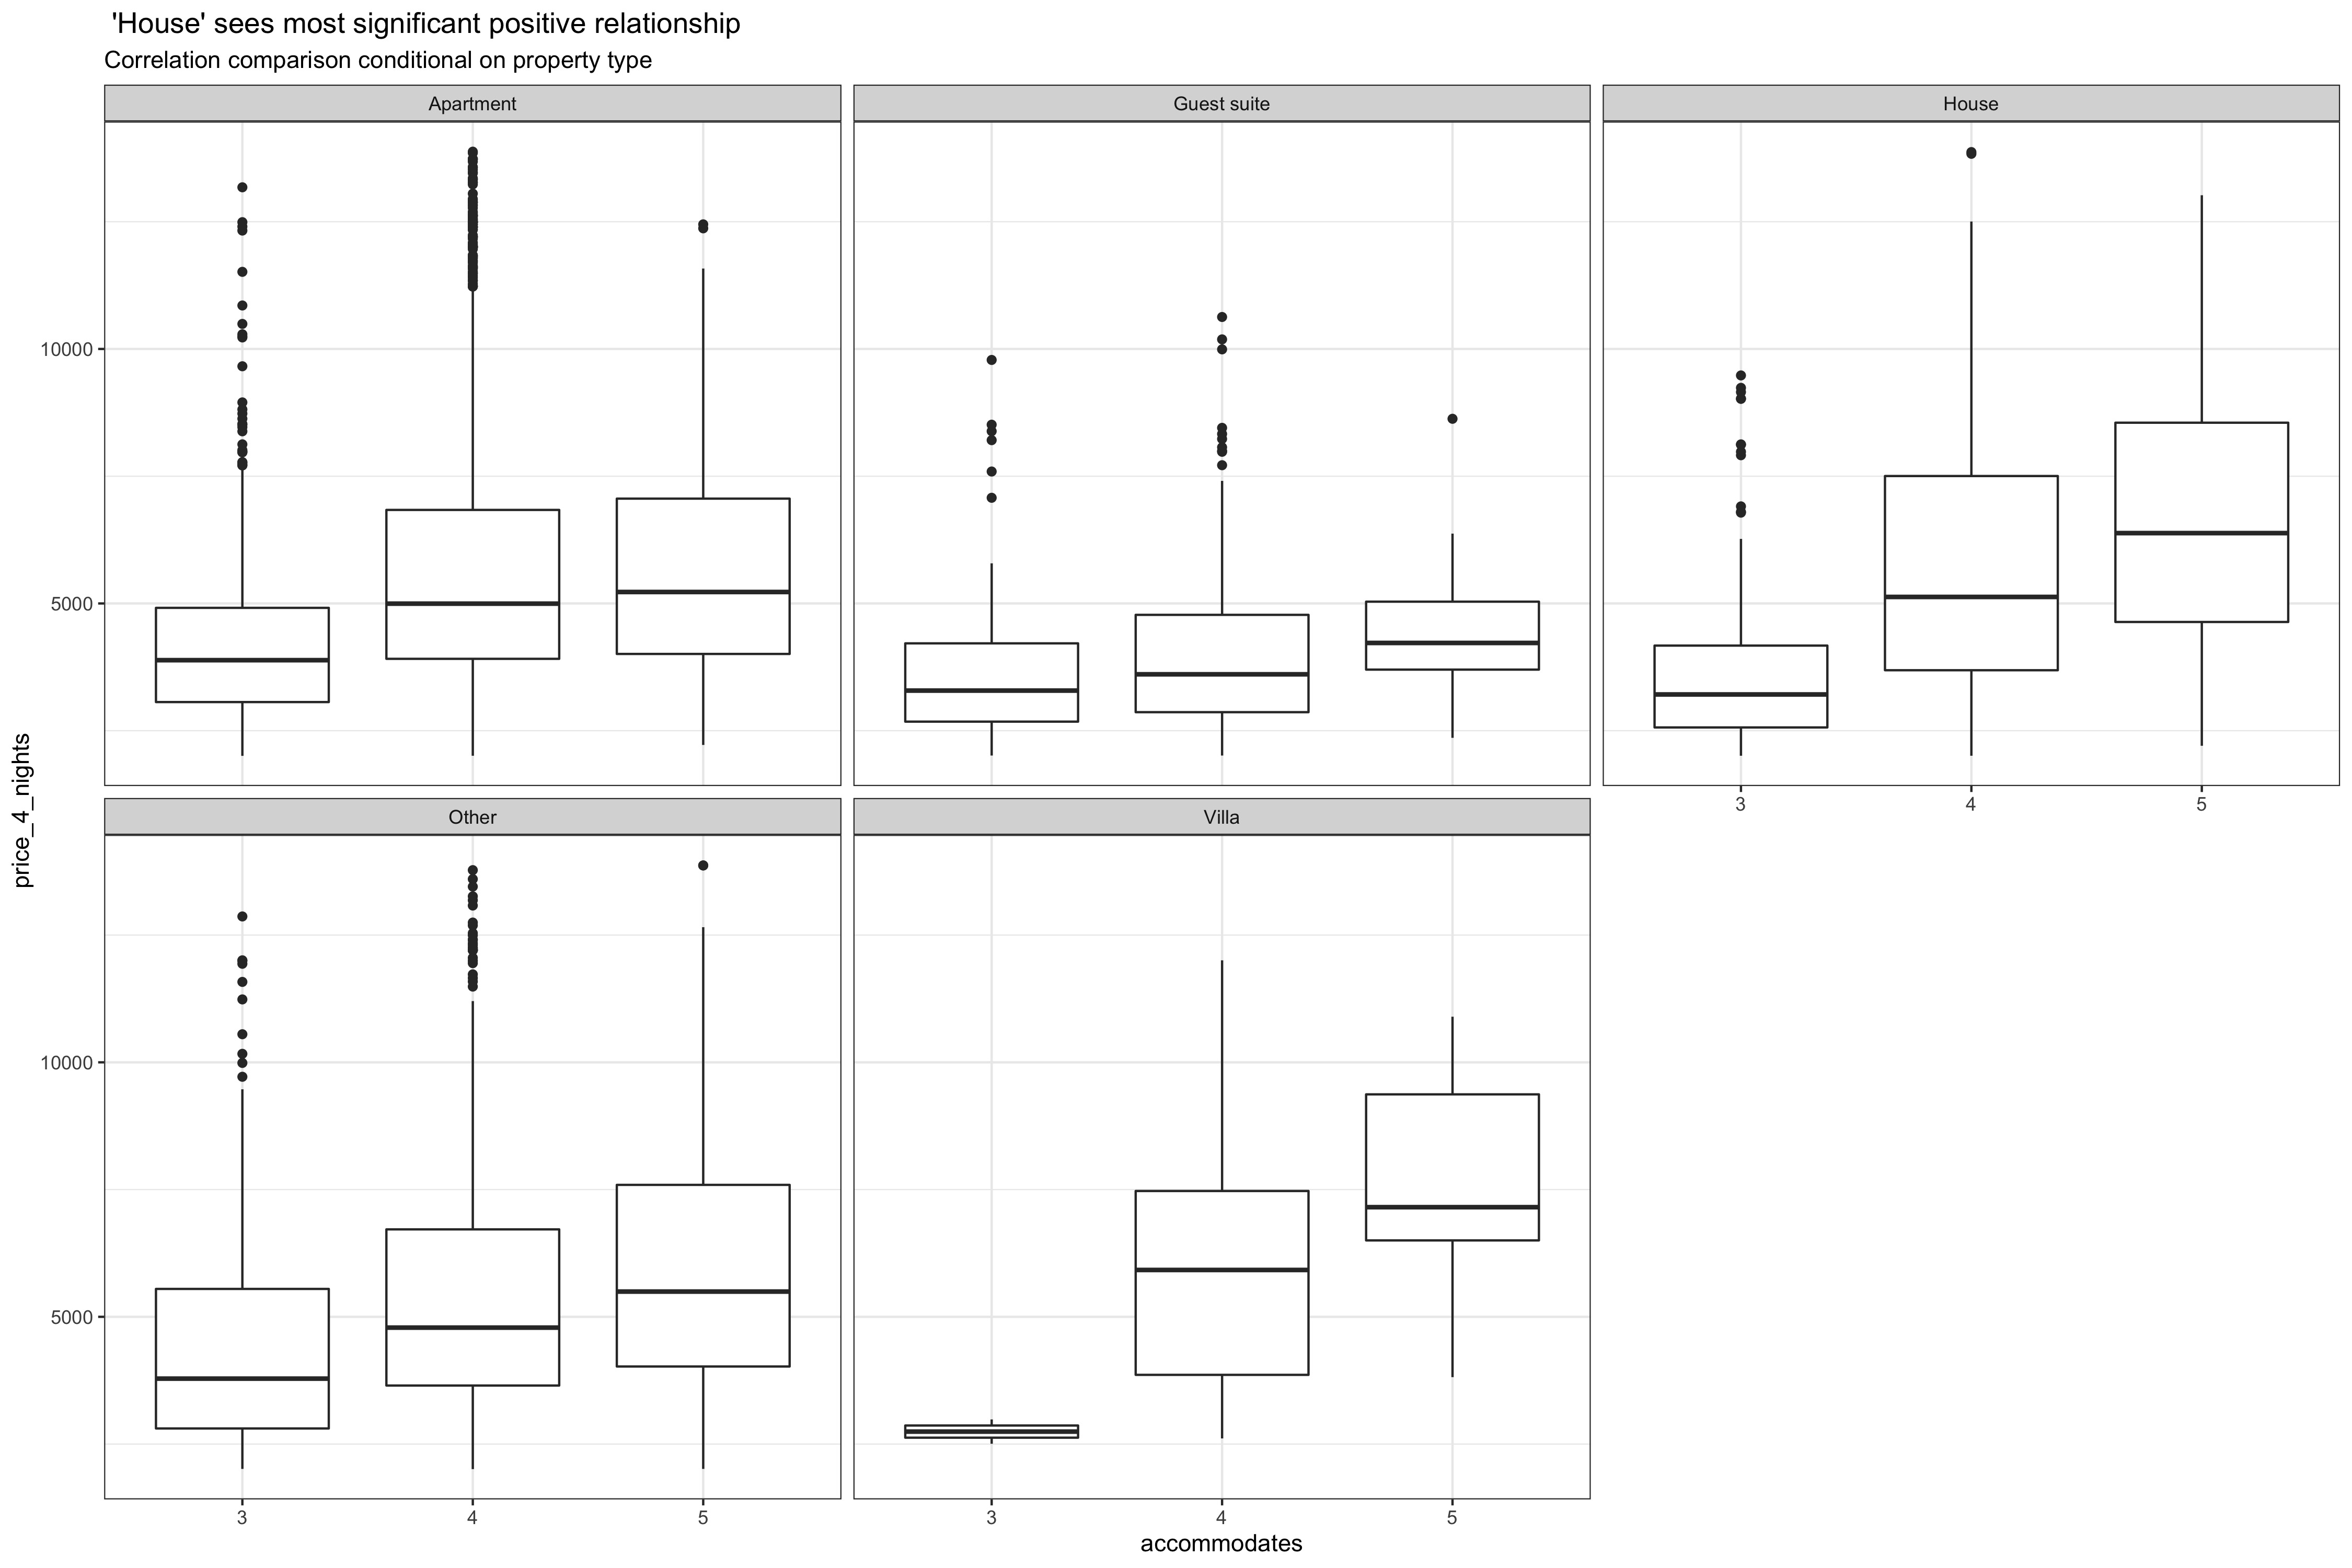 'House' sees most significant positive relationship
Correlation comparison conditional on property type
Apartment
Guest suite
House
10000
5000
3
4
5
price_4_nights
Other
Villa
10000
5000
3
4
5
3
4
5
accommodates